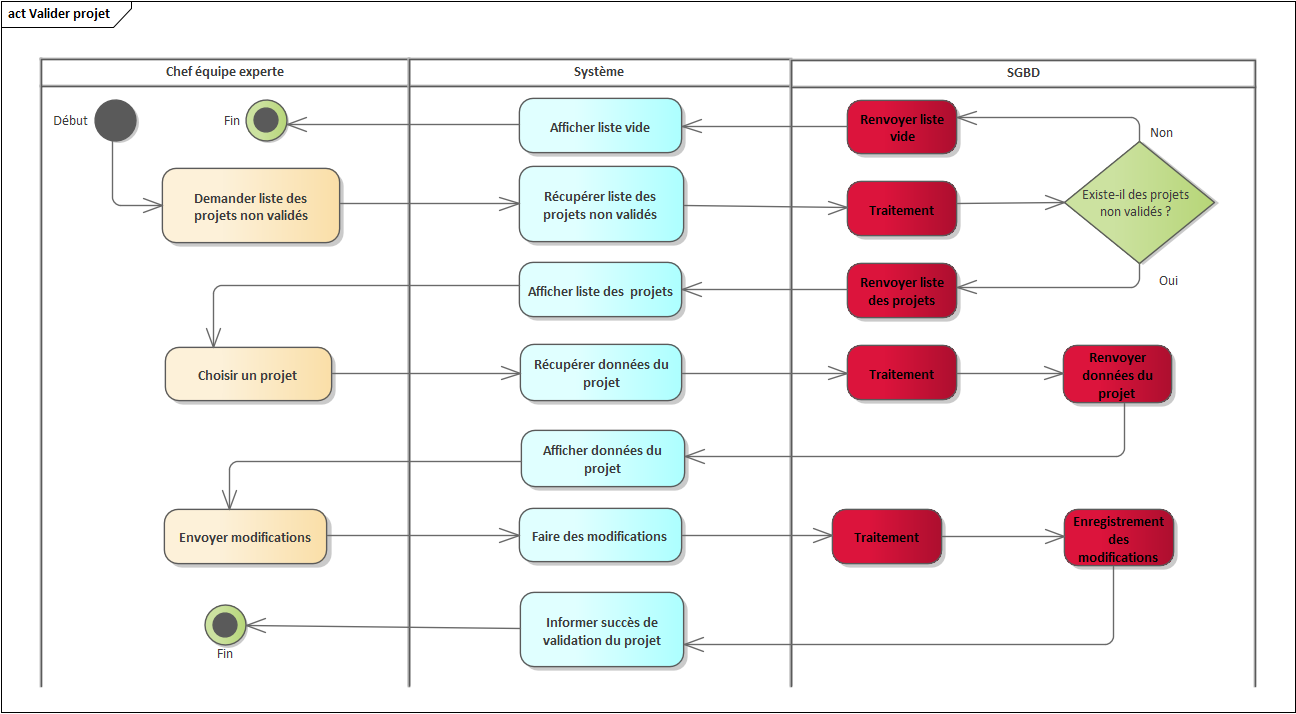 act Valider projet
Chef équipe experte
Système
SGBD
Début
Fin
Afficher liste vide
Renvoyer liste
vide
Non
Demander liste des
projets non validés
Récupérer liste des
projets non validés
Traitement
Existe-il des projets
non validés ?
Oui
Afficher liste des  projets
Renvoyer liste
des projets
Choisir un projet
Récupérer données du
projet
Traitement
Renvoyer
données du
projet
Afficher données du
projet
Envoyer modifications
Faire des modifications
Traitement
Enregistrement
des
modifications
Informer succès de
validation du projet
Fin